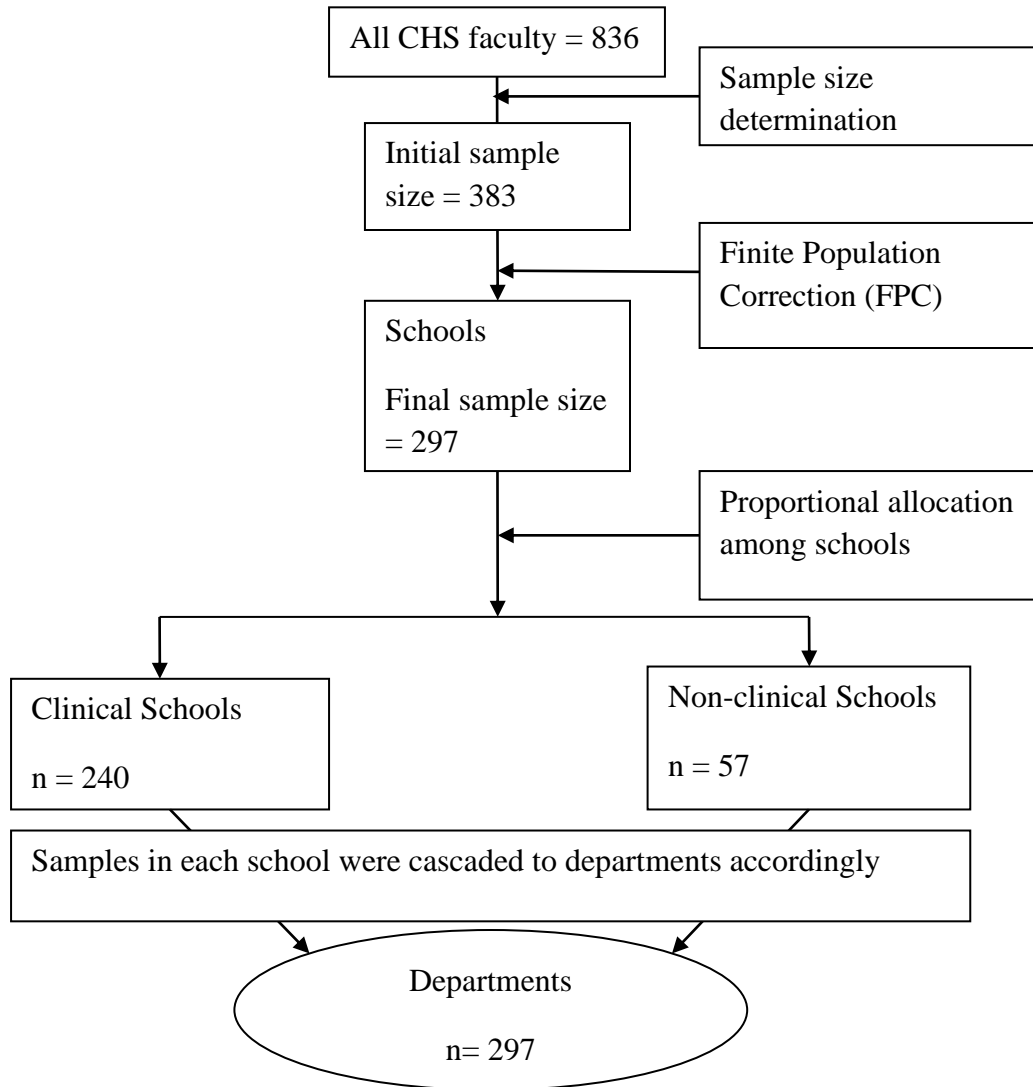 All CHS faculty = 836
Sample size
determination
Initial sample
size = 383
Finite Population
Correction (FPC)
Schools
Final sample size
= 297
Proportional allocation
among schools
Clinical Schools
n = 240
Non-clinical Schools
n = 57
Samples in each school were cascaded to departments accordingly
Departments
n= 297